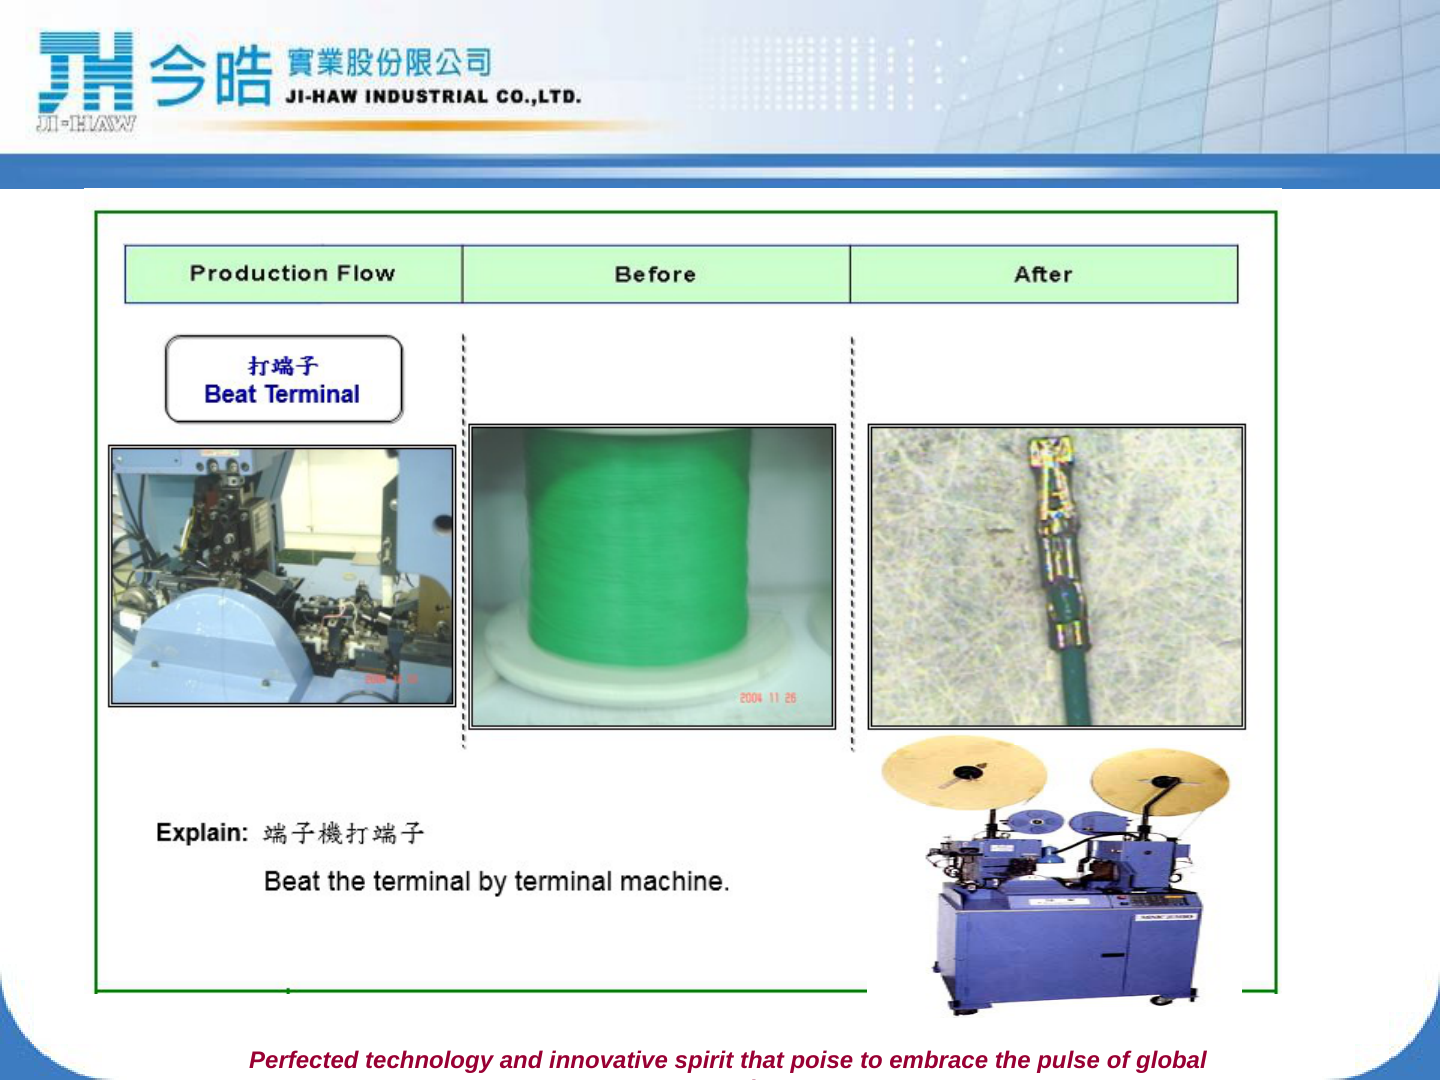 JH 今皓 實業股份限公司
JI-HAW INDUSTRIAL CO.,LTD.
JI-HAW
Production Flow Before After
打端子
Beat Terminal
2004 11 26
Explain: 端子機打端子
Beat the terminal by terminal machine.
Perfected technology and innovative spirit that poise to embrace the pulse of global